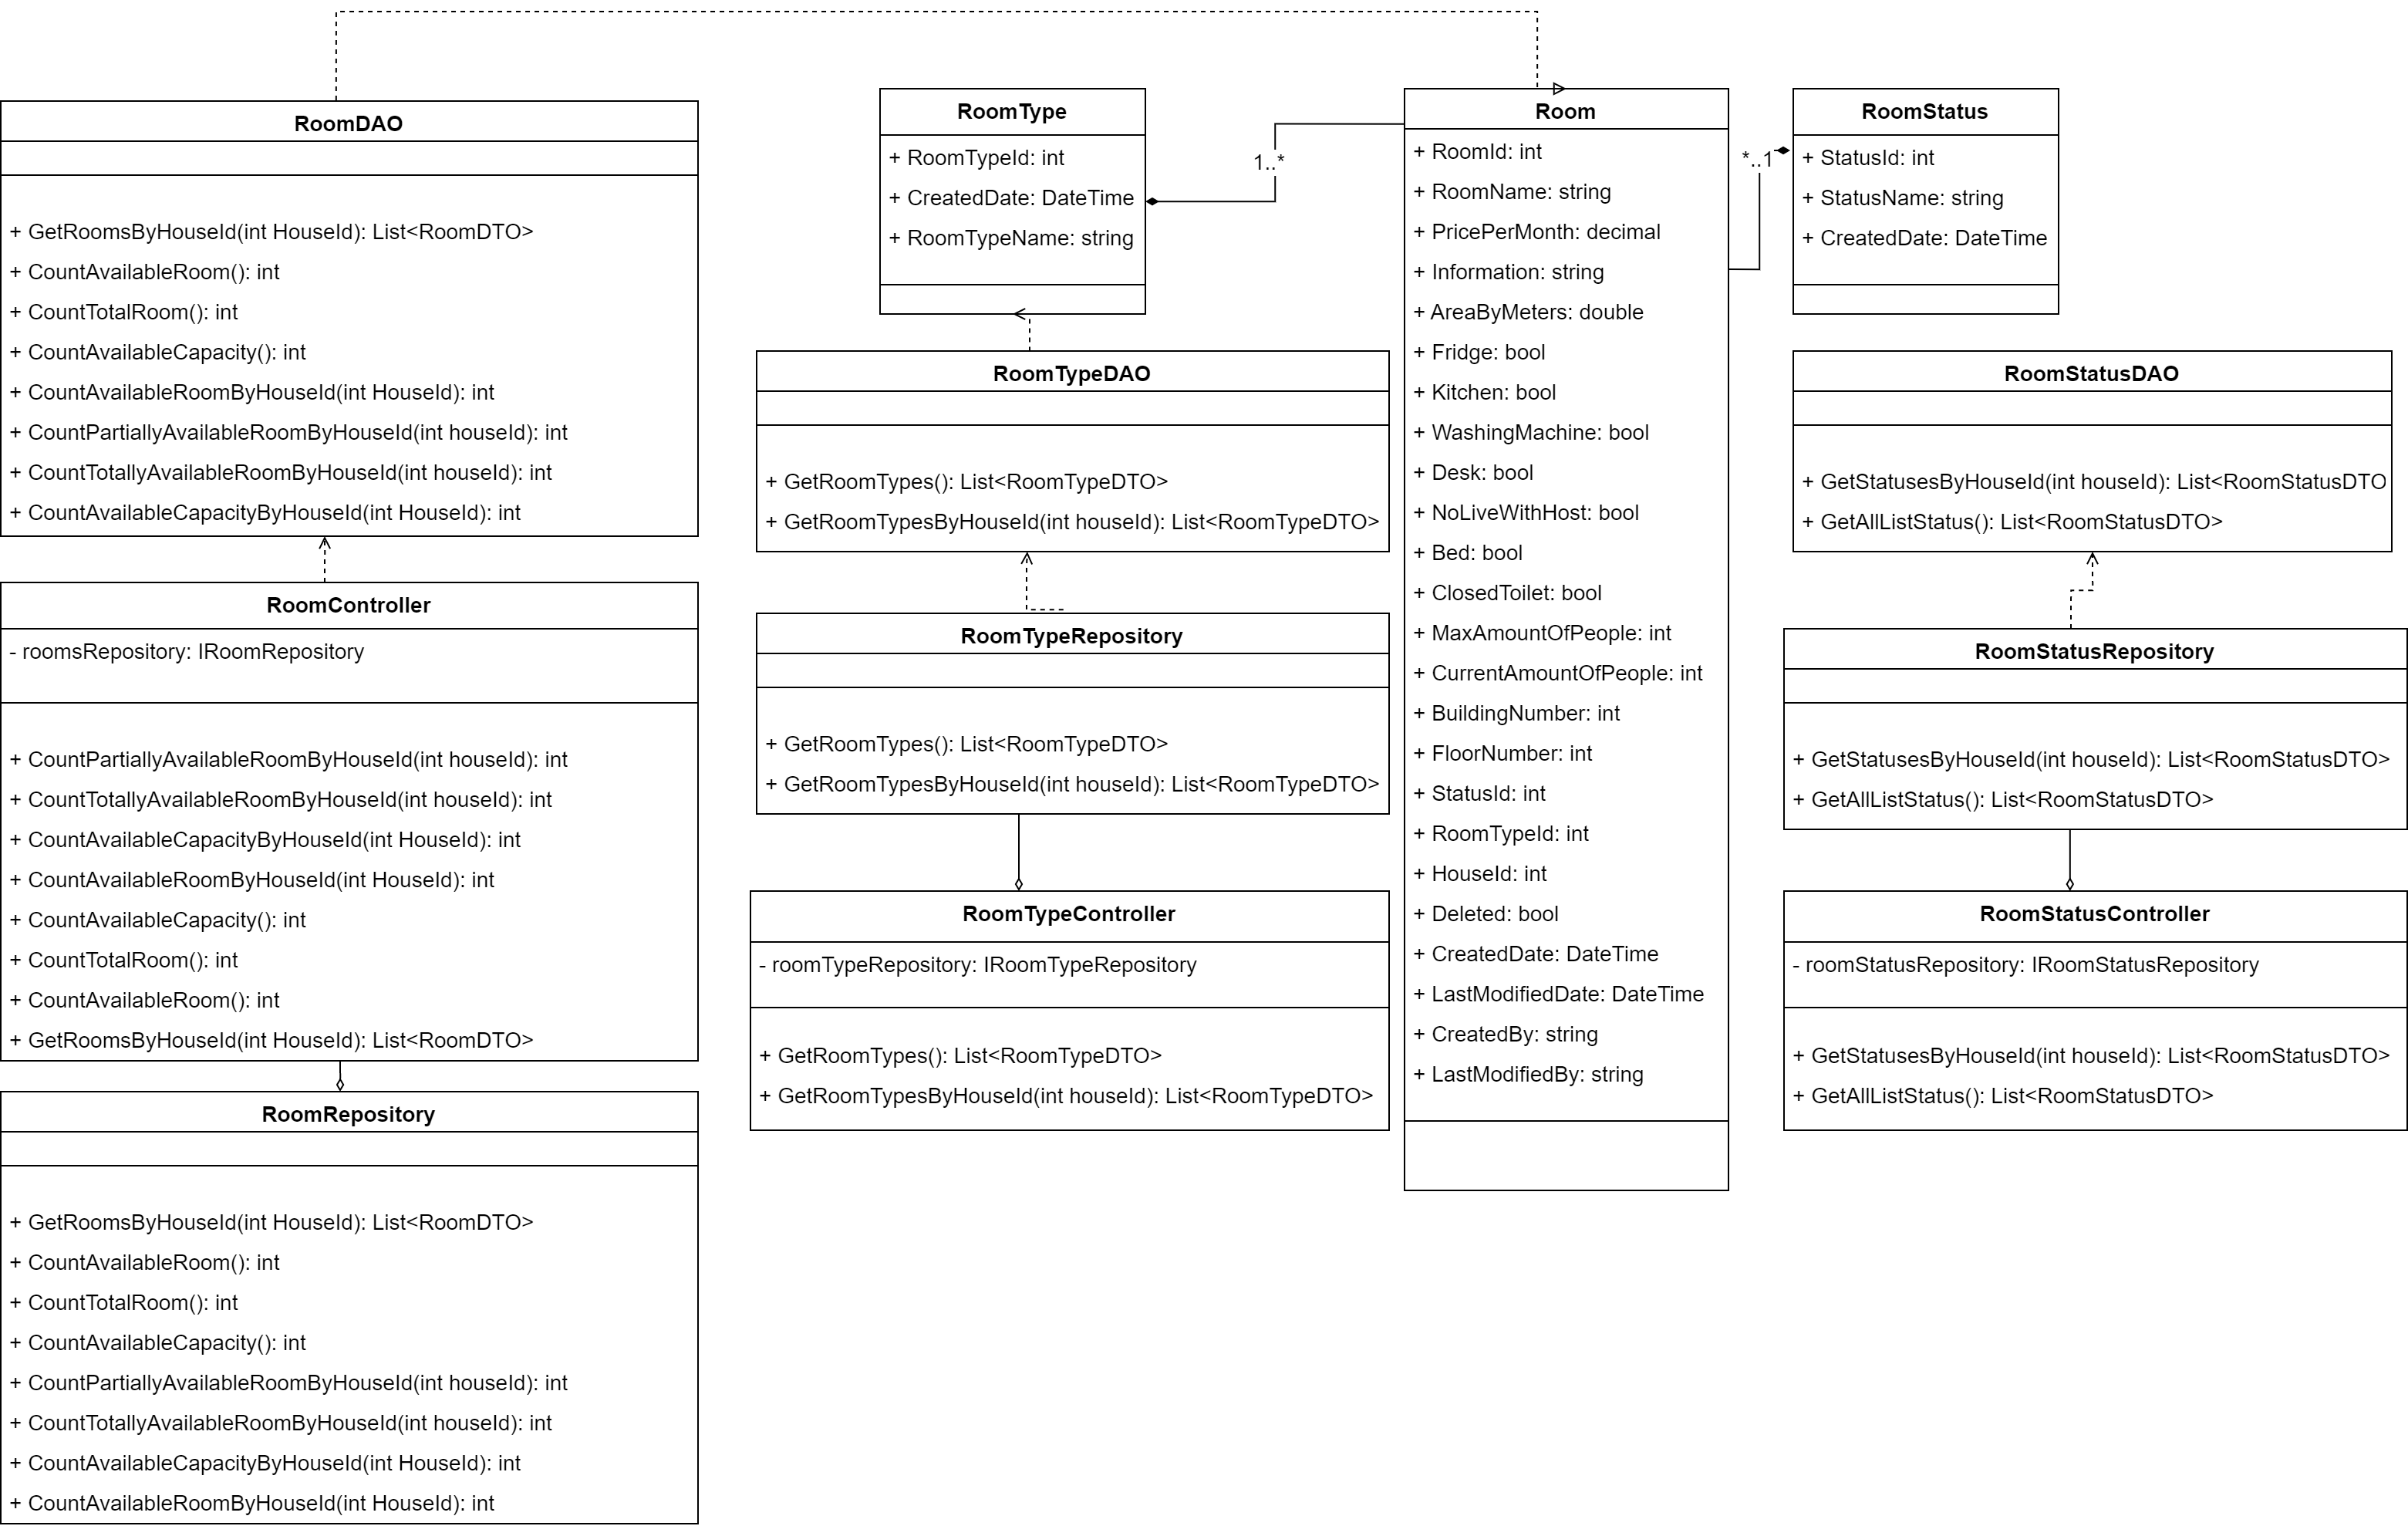 RoomDAO
+ GetRoomsByHouseId(int HouseId): List<RoomDTO>
+ CountAvailableRoom(): int
+ CountTotalRoom(): int
+ CountAvailableCapacity(): int
+ CountAvailableRoomByHouseId(int HouseId): int
+ CountPartiallyAvailableRoomByHouseId(int houseId): int
+ CountTotallyAvailableRoomByHouseId(int houseId): int
+ CountAvailableCapacityByHouseId(int HouseId): int
RoomController
- roomsRepository: IRoomRepository
+ CountPartiallyAvailableRoomByHouseId(int houseId): int
+ CountTotallyAvailableRoomByHouseId(int houseId): int
+ CountAvailableCapacityByHouseId(int HouseId): int
+ CountAvailableRoomByHouseId(int HouseId): int
+ CountAvailableCapacity(): int
+ CountTotalRoom(): int
+ CountAvailableRoom(): int
+ GetRoomsByHouseId(int HouseId): List<RoomDTO>
RoomRepository
+ GetRoomsByHouseId(int HouseId): List<RoomDTO>
+ CountAvailableRoom(): int
+ CountTotalRoom(): int
+ CountAvailableCapacity(): int
+ CountPartiallyAvailableRoomByHouseId(int houseId): int
+ CountTotallyAvailableRoomByHouseId(int houseId): int
+ CountAvailableCapacityByHouseId(int HouseId): int
+ CountAvailableRoomByHouseId(int HouseId): int
RoomType
+ RoomTypeId: int
+ CreatedDate: DateTime
+ RoomTypeName: string
1..*
RoomTypeDAO
+ GetRoomTypes(): List<RoomTypeDTO>
+ GetRoomTypesByHouseId(int houseId): List<RoomTypeDTO>
RoomTypeRepository
+ GetRoomTypes(): List<RoomTypeDTO>
+ GetRoomTypesByHouseId(int houseId): List<RoomTypeDTO>
RoomTypeController
- roomTypeRepository: IRoomTypeRepository
+ GetRoomTypes(): List<RoomTypeDTO>
+ GetRoomTypesByHouseId(int houseId): List<RoomTypeDTO>
Room
+ RoomId: int
+ RoomName: string
+ PricePerMonth: decimal
+ Information: string
+ AreaByMeters: double
+ Fridge: bool
+ Kitchen: bool
+ WashingMachine: bool
+ Desk: bool
+ NoLiveWithHost: bool
+ Bed: bool
+ ClosedToilet: bool
+ MaxAmountOfPeople: int
+ CurrentAmountOfPeople: int
+ BuildingNumber: int
+ FloorNumber: int
+ StatusId: int
+ RoomTypeId: int
+ HouseId: int
+ Deleted: bool
+ CreatedDate: DateTime
+ LastModifiedDate: DateTime
+ CreatedBy: string
+ LastModifiedBy: string
*..1
RoomStatus
+ StatusId: int
+ StatusName: string
+ CreatedDate: DateTime
RoomStatusDAO
+ GetStatusesByHouseId(int houseId): List<RoomStatusDTO
+ GetAllListStatus(): List<RoomStatusDTO>
RoomStatusRepository
+ GetStatusesByHouseId(int houseId): List<RoomStatusDTO>
+ GetAllListStatus(): List<RoomStatusDTO>
RoomStatusController
- roomStatusRepository: IRoomStatusRepository
+ GetStatusesByHouseId(int houseId): List<RoomStatusDTO>
+ GetAllListStatus(): List<RoomStatusDTO>